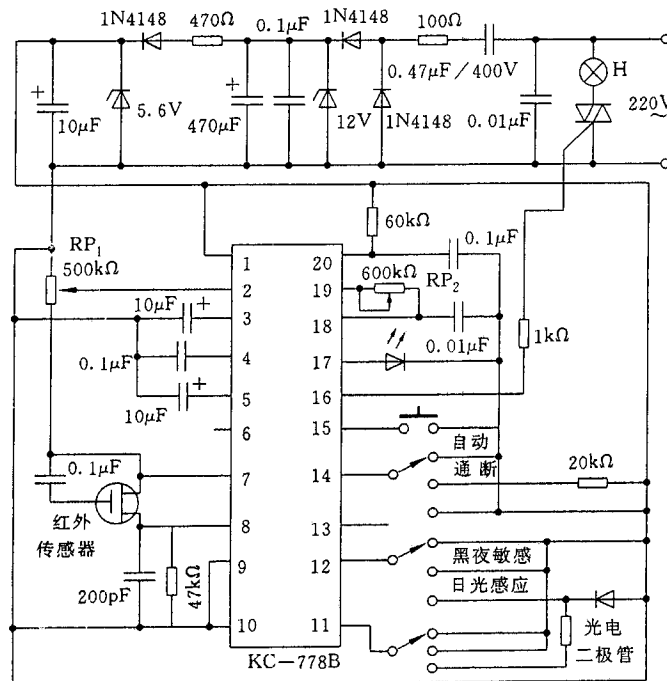 1N4148
470Ω
0.1μF
1N4148
100Ω
0.47μF/400V
H
10μF
5.6V
470μF
12V
1N4148
0.01μF
220V
~
RP1
500kΩ
60kΩ
0.1μF
600kΩ
RP2
0.01μF
1kΩ
10μF
0.1μF
10μF
1
2
3
4
5
6
7
8
9
10
20
19
18
17
16
15
14
13
12
11
自动
通断
20kΩ
0.1μF
红外
传感器
200pF
47kΩ
黑夜敏感
日光感应
光电
二极管
KC-778B